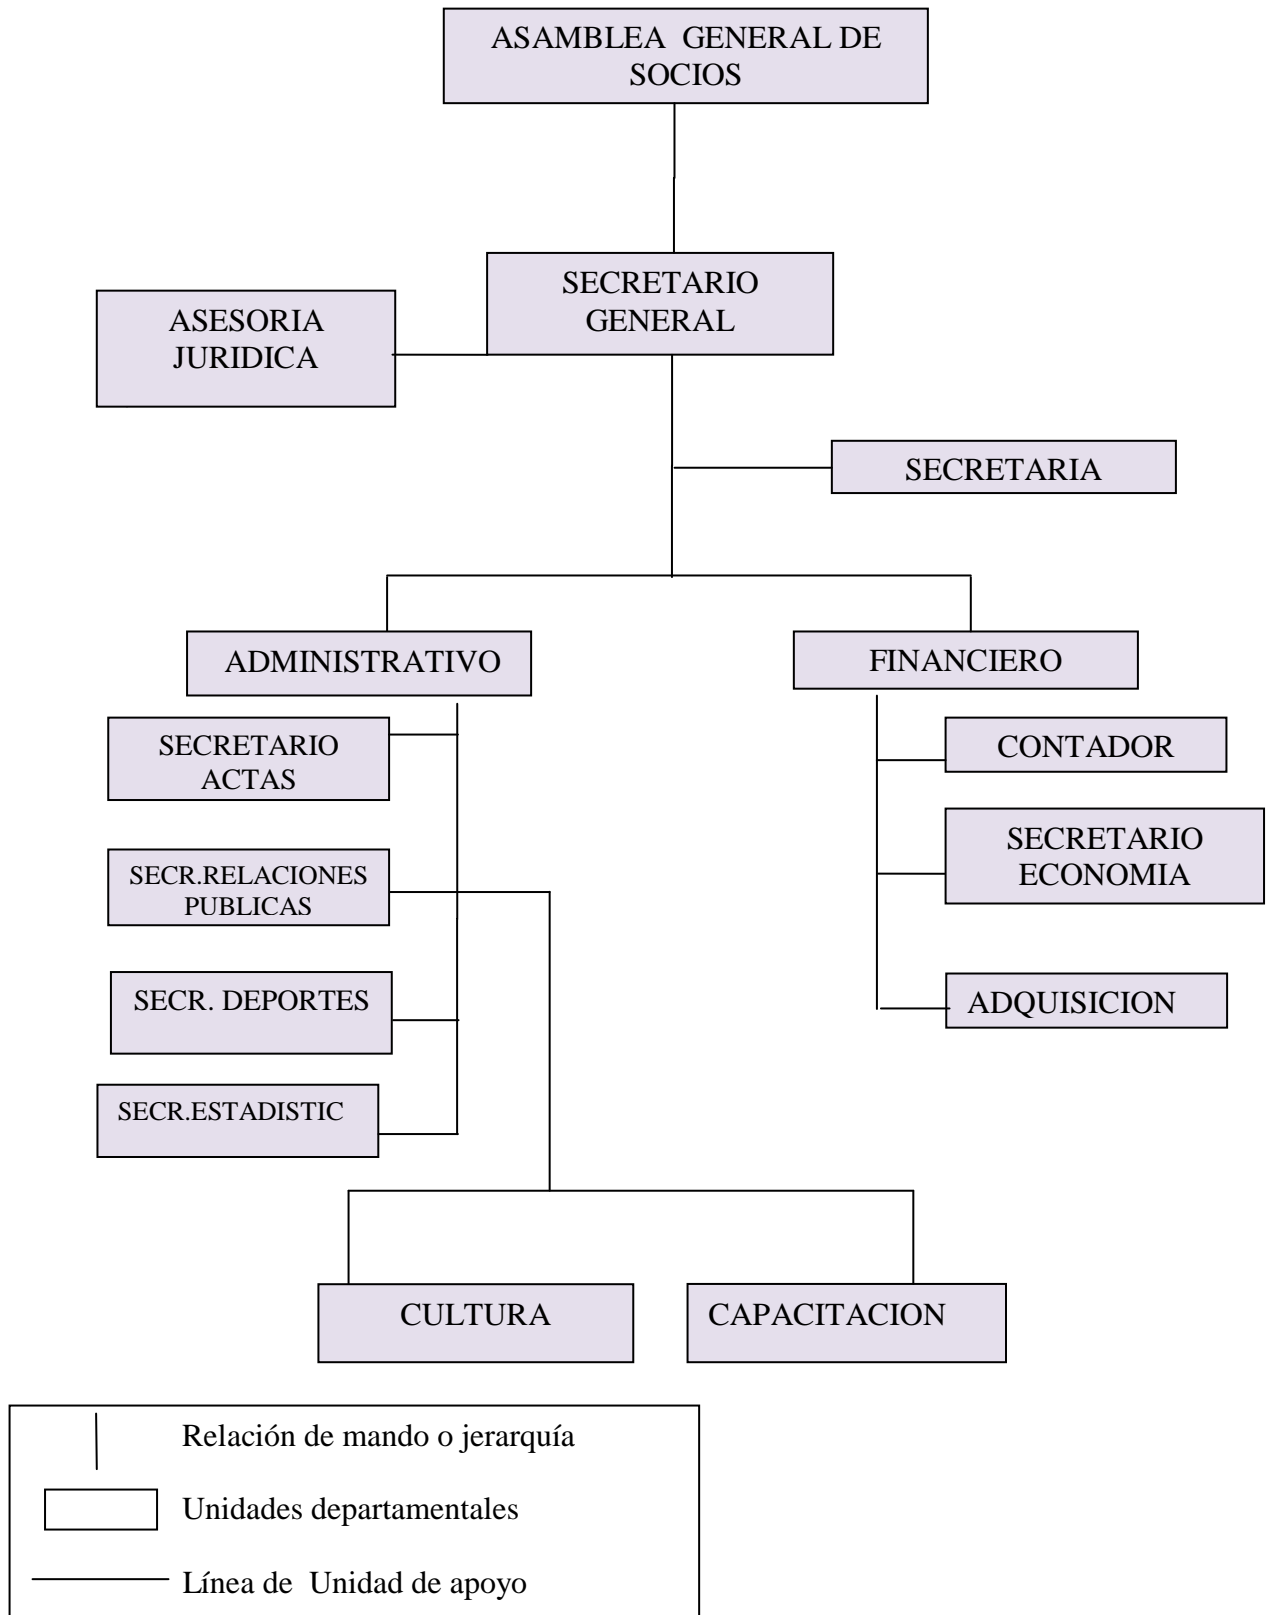 ASAMBLEA GENERAL DE
SOCIOS
SECRETARIO
GENERAL
ASESORIA
JURIDICA
SECRETARIA
ADMINISTRATIVO
FINANCIERO
SECRETARIO
ACTAS
CONTADOR
SECRETARIO
ECONOMIA
SECR.RELACIONES
PUBLICAS
SECR. DEPORTES
ADQUISICION
SECR.ESTADISTIC
CULTURA
CAPACITACION
Relación de mando o jerarquía
Unidades departamentales
Línea de Unidad de apoyo